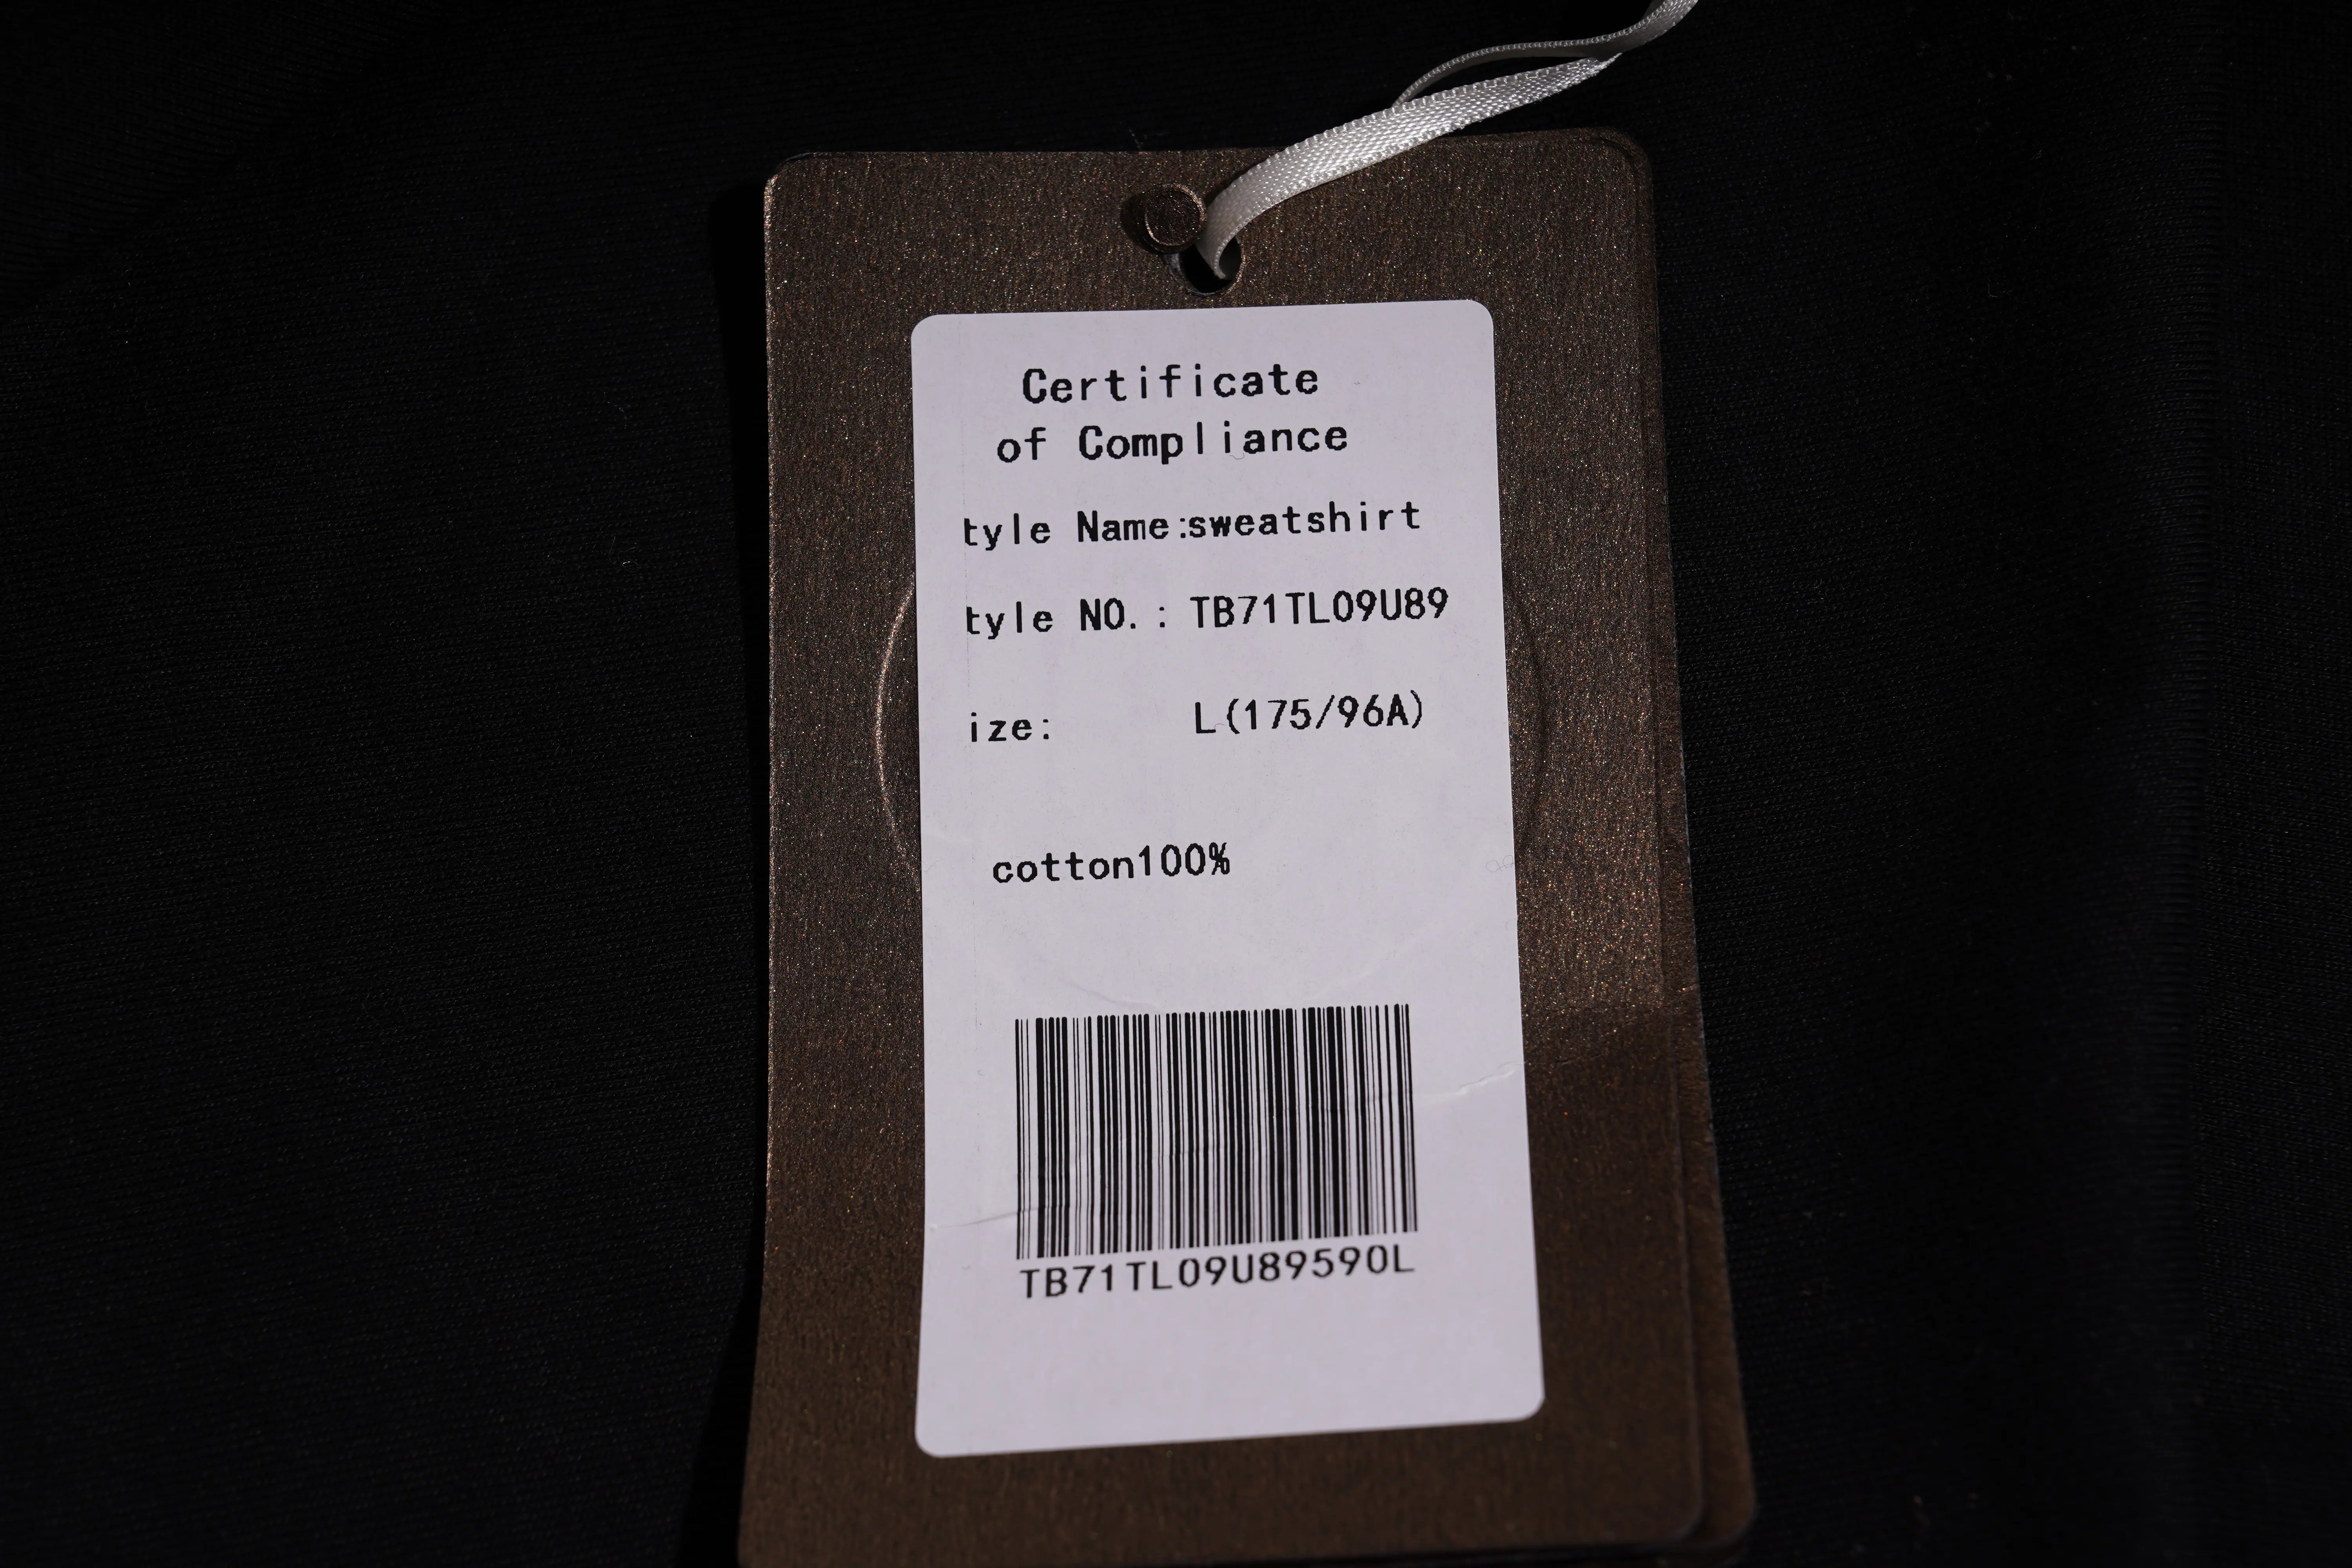 Certificate
of Compliance
tyle Name:sweatshirt
tyle NO.: TB71TL09U89
ize: L(175/96A)
cotton100%
TB71TL09U89590L